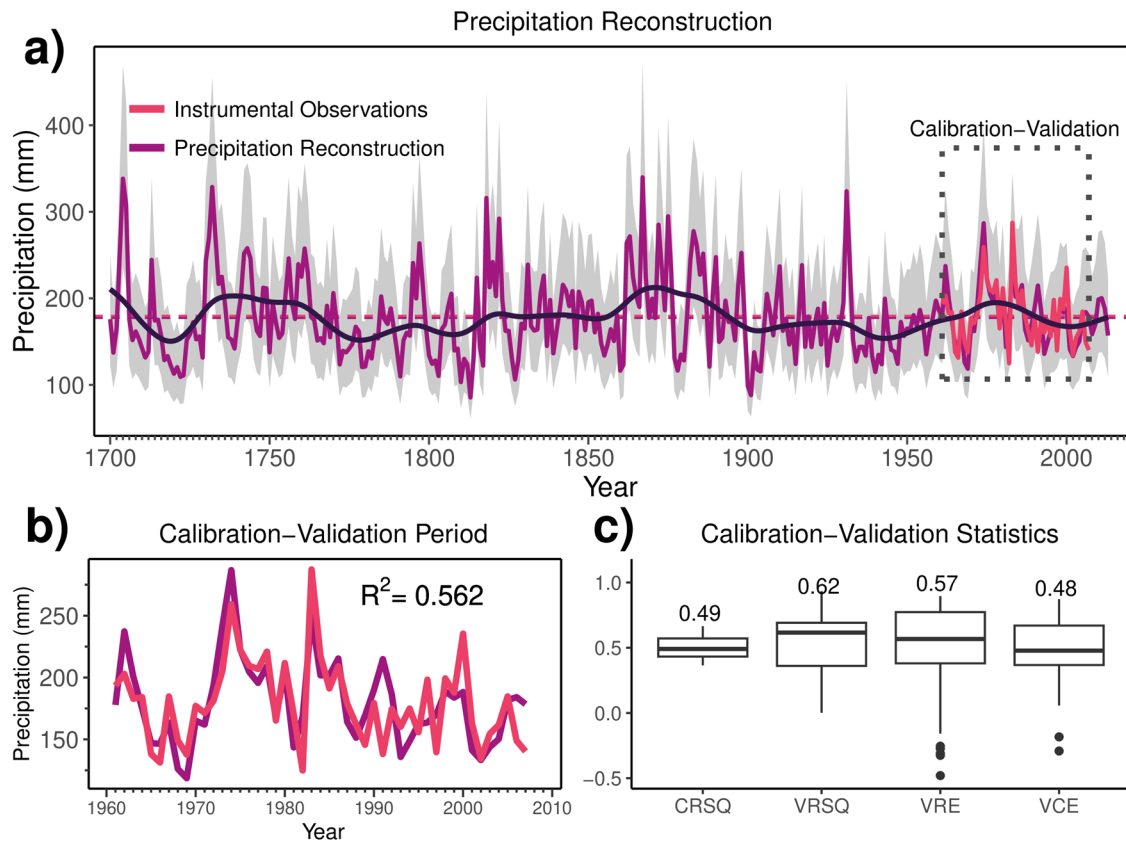 Precipitation Reconstruction
a)
Instrumental Observations
Precipitation Reconstruction
Calibration−Validation
Precipitation (mm)
400
300
200
100
1700 1750 1800 1850 1900 1950 2000
Year
b)
Calibration−Validation Period
R²= 0.562
Precipitation (mm)
250
200
150
1960 1970 1980 1990 2000 2010
Year
c)
Calibration−Validation Statistics
1.0
0.5
0.0
−0.5
0.49 0.62 0.57 0.48
CRSQ VRSQ VRE VCE